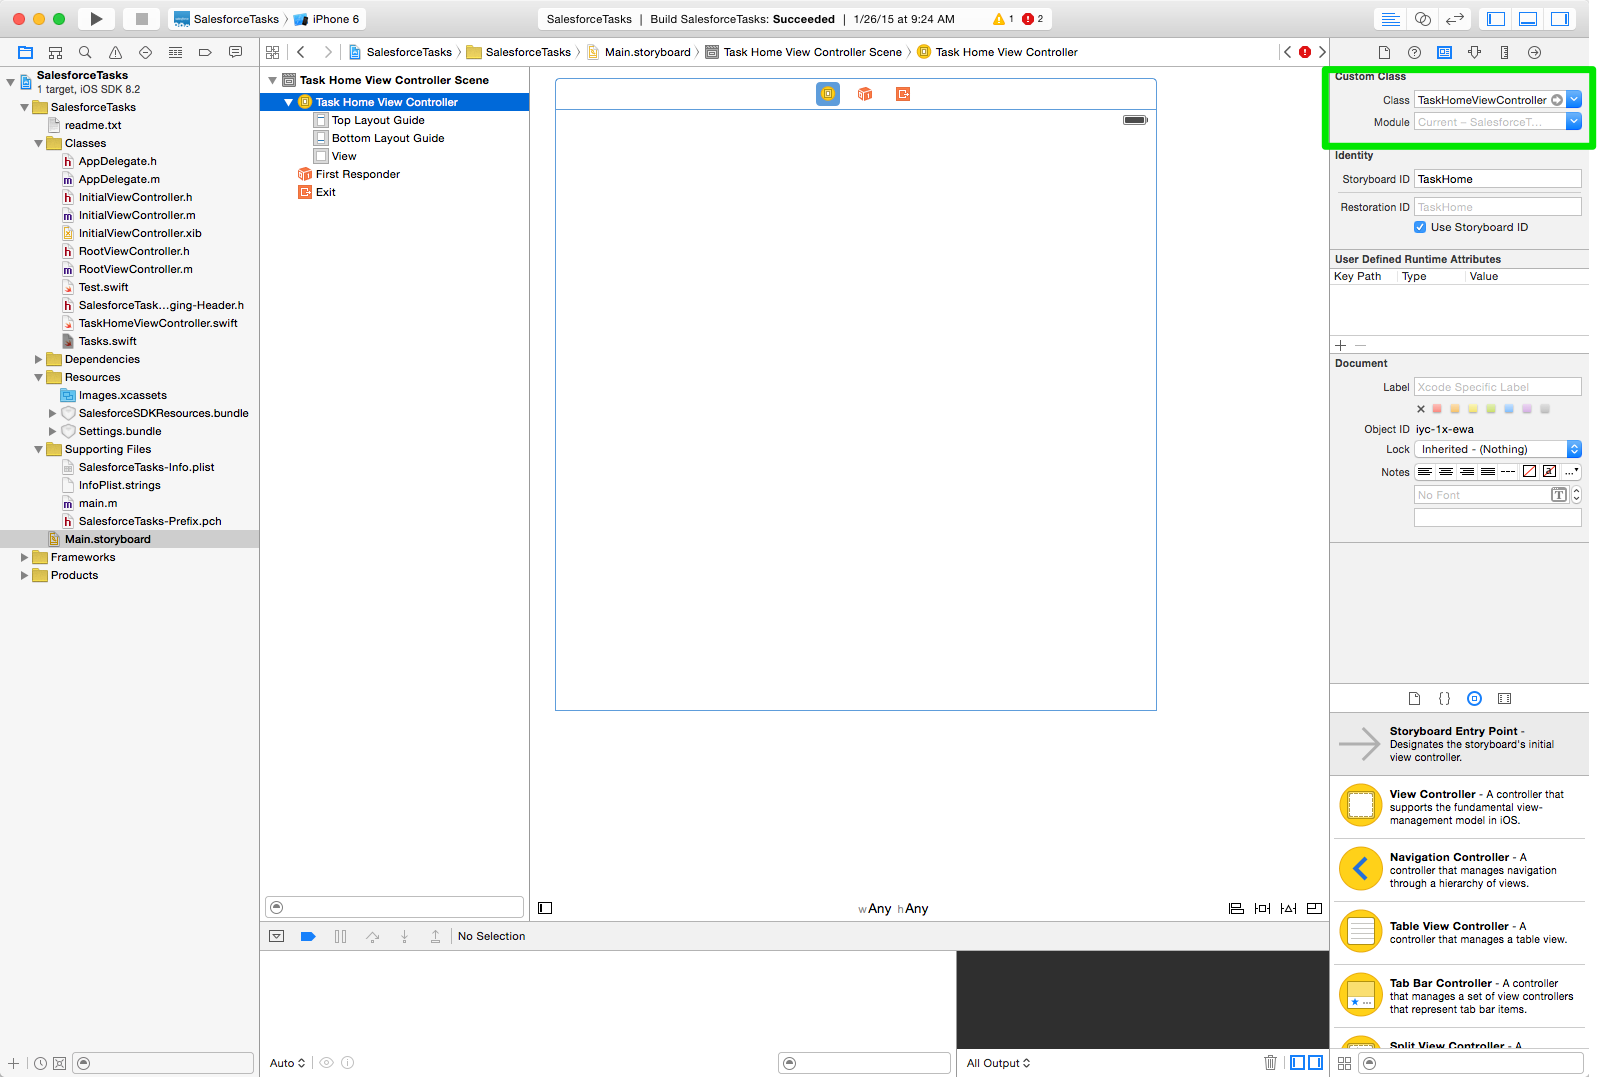 SalesforceTasks iPhone 6
SalesforceTasks | Build SalesforceTasks: Succeeded | 1/26/15 at 9:24 AM 1 2
SalesforceTasks SalesforceTasks Main.storyboard Task Home View Controller Scene Task Home View Controller
SalesforceTasks
1 target, iOS SDK 8.2
SalesforceTasks
readme.txt
Classes
AppDelegate.h
AppDelegate.m
InitialViewController.h
InitialViewController.m
InitialViewController.xib
RootViewController.h
RootViewController.m
Test.swift
SalesforceTask...ging-Header.h
TaskHomeViewController.swift
Tasks.swift
Dependencies
Resources
Images.xcassets
SalesforceSDKResources.bundle
Settings.bundle
Supporting Files
SalesforceTasks-Info.plist
InfoPlist.strings
main.m
SalesforceTasks-Prefix.pch
Main.storyboard
Frameworks
Products
Task Home View Controller Scene
Task Home View Controller
Top Layout Guide
Bottom Layout Guide
View
First Responder
Exit
wAny hAny
No Selection
Auto
All Output
Custom Class
Class TaskHomeViewController
Module Current – SalesforceT...
Identity
Storyboard ID TaskHome
Restoration ID TaskHome
Use Storyboard ID
User Defined Runtime Attributes
Key Path Type Value
Document
Label Xcode Specific Label
Object ID iyc-1x-ewa
Lock Inherited - (Nothing)
Notes
No Font
Storyboard Entry Point -
Designates the storyboard's initial
view controller.
View Controller - A controller that
supports the fundamental view-
management model in iOS.
Navigation Controller - A
controller that manages navigation
through a hierarchy of views.
Table View Controller - A
controller that manages a table view.
Tab Bar Controller - A controller
that manages a set of view controllers
that represent tab bar items.
Split View Controller - A